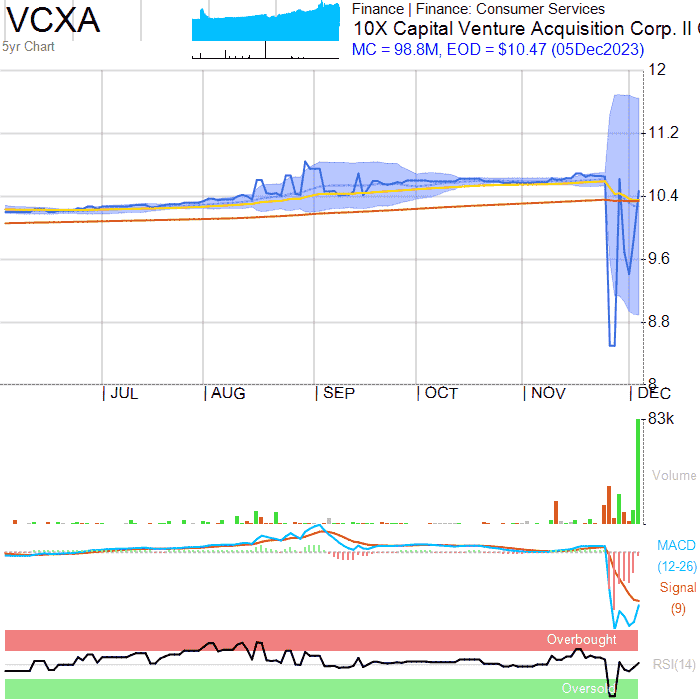 VCXA
5yr Chart
Finance | Finance: Consumer Services
10X Capital Venture Acquisition Corp. II
MC = 98.8M, EOD = $10.47 (05Dec2023)
12
11.2
10.4
9.6
8.8
8
| JUL | AUG | SEP | OCT | NOV | DEC
83k
Volume
MACD
(12-26)
Signal
(9)
Overbought
RSI(14)
Oversold